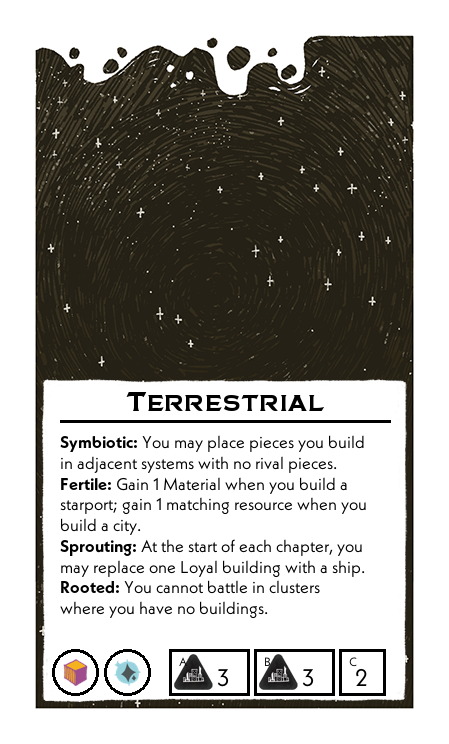 TERRESTRIAL
Symbiotic: You may place pieces you build
in adjacent systems with no rival pieces.
Fertile: Gain 1 Material when you build a
starport; gain 1 matching resource when you
build a city.
Sprouting: At the start of each chapter, you
may replace one Loyal building with a ship.
Rooted: You cannot battle in clusters
where you have no buildings.
A 3 B 3 C 2